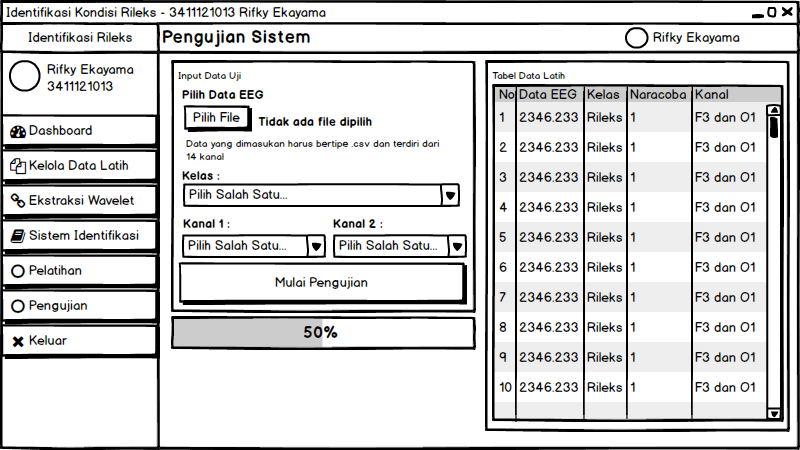 Identifikasi Kondisi Rileks - 3411121013 Rifky Ekayama
Identifikasi Rileks
Pengujian Sistem
Rifky Ekayama
Rifky Ekayama
3411121013
Dashboard
Kelola Data Latih
Ekstraksi Wavelet
Sistem Identifikasi
Pelatihan
Pengujian
Keluar
Input Data Uji
Pilih Data EEG
Pilih File
Tidak ada file dipilih
Data yang dimasukan harus bertipe .csv dan terdiri dari
14 kanal
Kelas :
Pilih Salah Satu...
Kanal 1 :
Kanal 2 :
Pilih Salah Satu...
Pilih Salah Satu...
Mulai Pengujian
50%
Tabel Data Latih
No Data EEG Kelas Naracoba Kanal
1 2346.233 Rileks 1 F3 dan O1
2 2346.233 Rileks 1 F3 dan O1
3 2346.233 Rileks 1 F3 dan O1
4 2346.233 Rileks 1 F3 dan O1
5 2346.233 Rileks 1 F3 dan O1
6 2346.233 Rileks 1 F3 dan O1
7 2346.233 Rileks 1 F3 dan O1
8 2346.233 Rileks 1 F3 dan O1
9 2346.233 Rileks 1 F3 dan O1
10 2346.233 Rileks 1 F3 dan O1